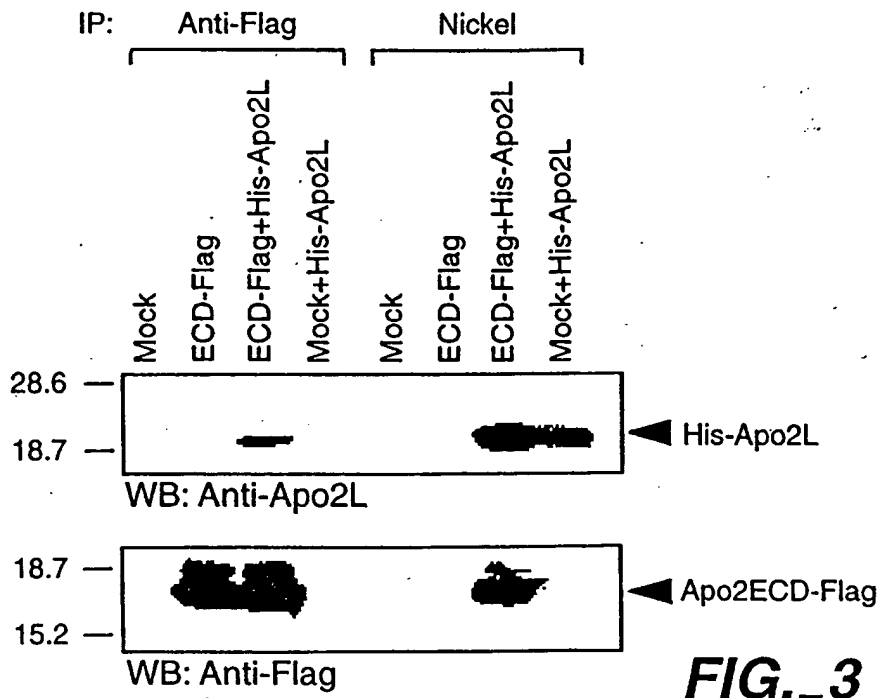 IP: Anti-Flag Nickel
Mock
ECD-Flag
ECD-Flag+His-Apo2L
Mock+His-Apo2L
Mock
ECD-Flag
ECD-Flag+His-Apo2L
Mock+His-Apo2L
28.6
18.7
His-Apo2L
WB: Anti-Apo2L
18.7
Apo2ECD-Flag
15.2
WB: Anti-Flag
FIG._3